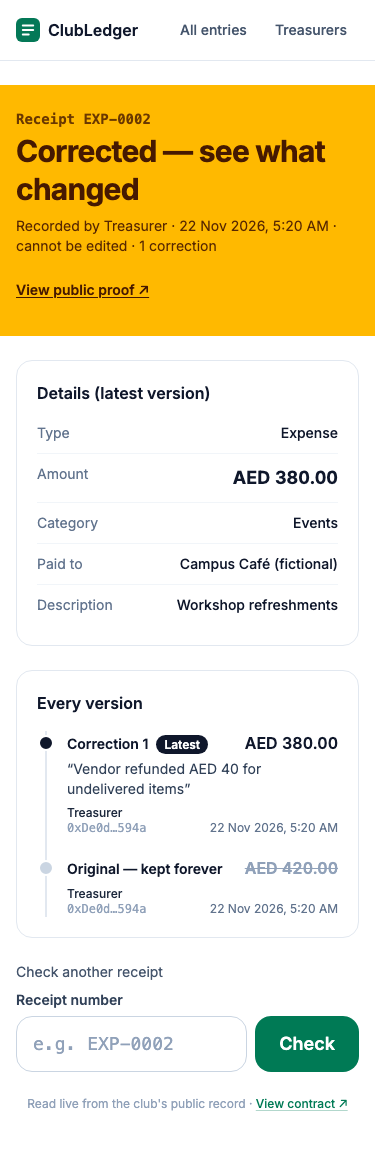 ClubLedger All entries Treasurers
Receipt EXP-0002
Corrected — see what
changed
Recorded by Treasurer · 22 Nov 2026, 5:20 AM ·
cannot be edited · 1 correction
View public proof ↗
Details (latest version)
Type Expense
Amount AED 380.00
Category Events
Paid to Campus Café (fictional)
Description Workshop refreshments
Every version
Correction 1 Latest AED 380.00
“Vendor refunded AED 40 for
undelivered items”
Treasurer
0xDe0d…594a 22 Nov 2026, 5:20 AM
Original — kept forever AED 420.00
Treasurer
0xDe0d…594a 22 Nov 2026, 5:20 AM
Check another receipt
Receipt number
e.g. EXP-0002 Check
Read live from the club's public record · View contract ↗